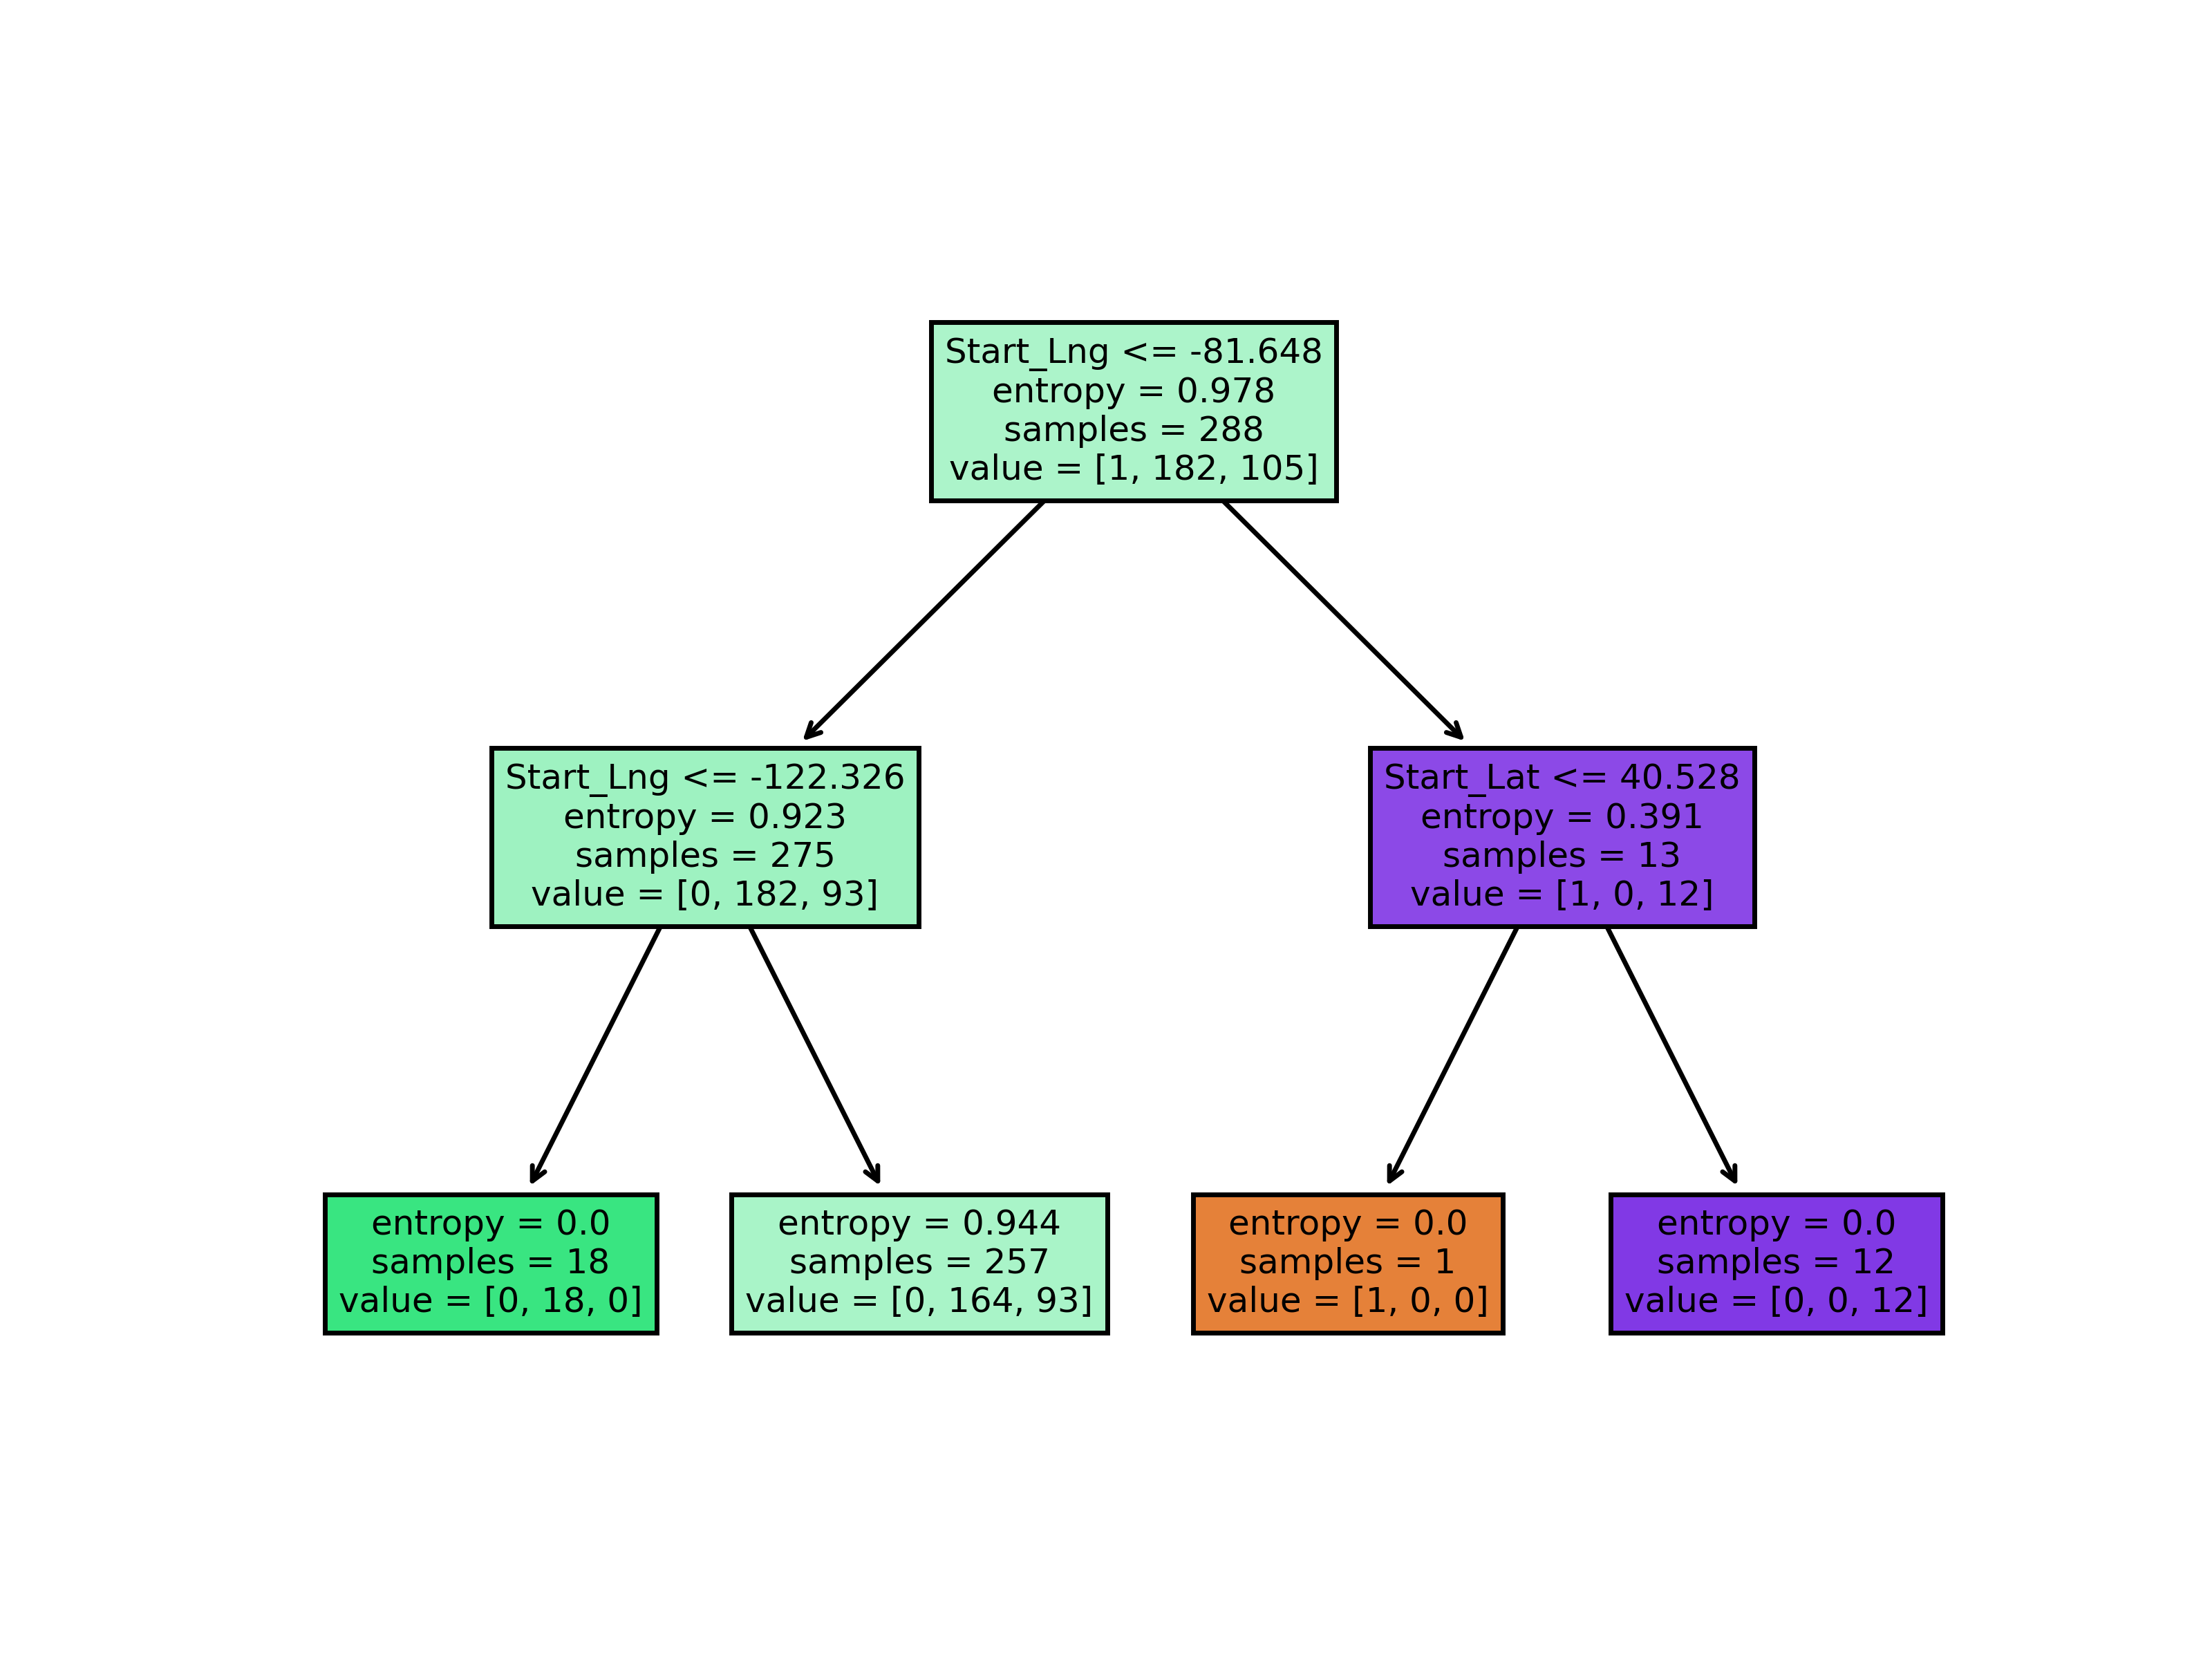 Start_Lng <= -81.648
entropy = 0.978
samples = 288
value = [1, 182, 105]
Start_Lng <= -122.326
entropy = 0.923
samples = 275
value = [0, 182, 93]
Start_Lat <= 40.528
entropy = 0.391
samples = 13
value = [1, 0, 12]
entropy = 0.0
samples = 18
value = [0, 18, 0]
entropy = 0.944
samples = 257
value = [0, 164, 93]
entropy = 0.0
samples = 1
value = [1, 0, 0]
entropy = 0.0
samples = 12
value = [0, 0, 12]